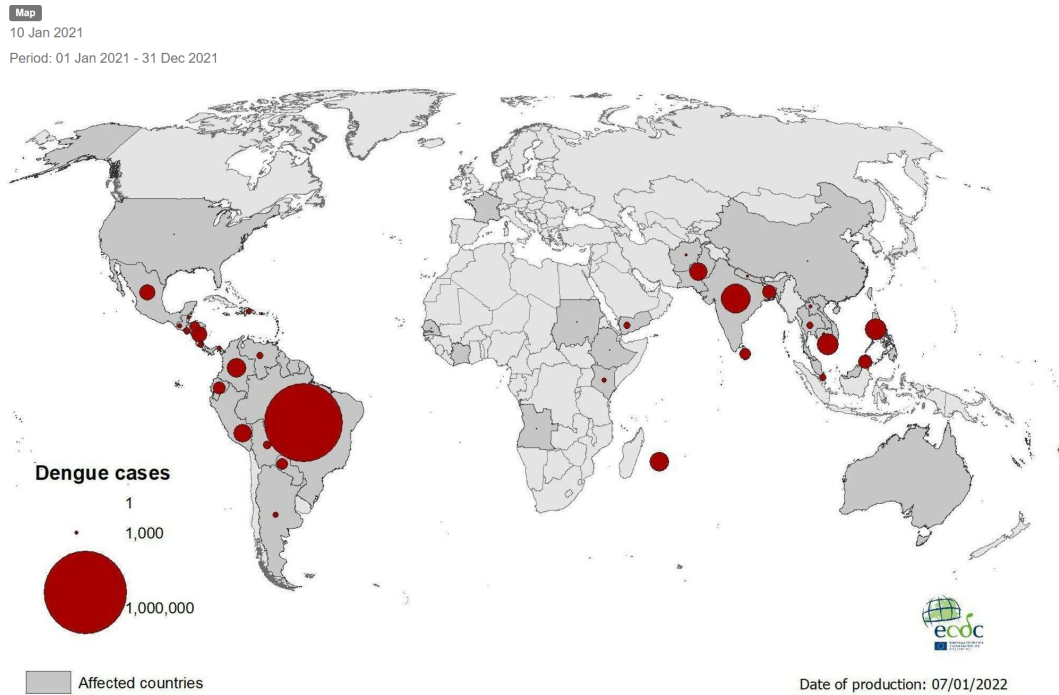 Map
10 Jan 2021
Period: 01 Jan 2021 - 31 Dec 2021
Dengue cases
1
1,000
1,000,000
ecdc
Affected countries
Date of production: 07/01/2022